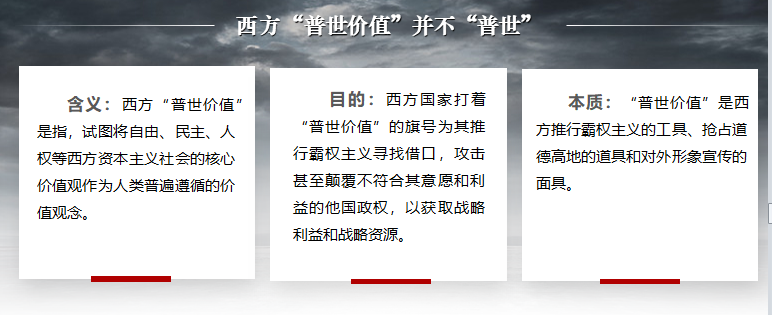 西方“普世价值”并不“普世”
含义：西方“普世价值”
是指，试图将自由、民主、人
权等西方资本主义社会的核心
价值观作为人类普遍遵循的价
值观念。
目的：西方国家打着
“普世价值”的旗号为其推
行霸权主义寻找借口，攻击
甚至颠覆不符合其意愿和利
益的他国政权，以获取战略
利益和战略资源。
本质：“普世价值”是西
方推行霸权主义的工具、抢占道
德高地的道具和对外形象宣传的
面具。